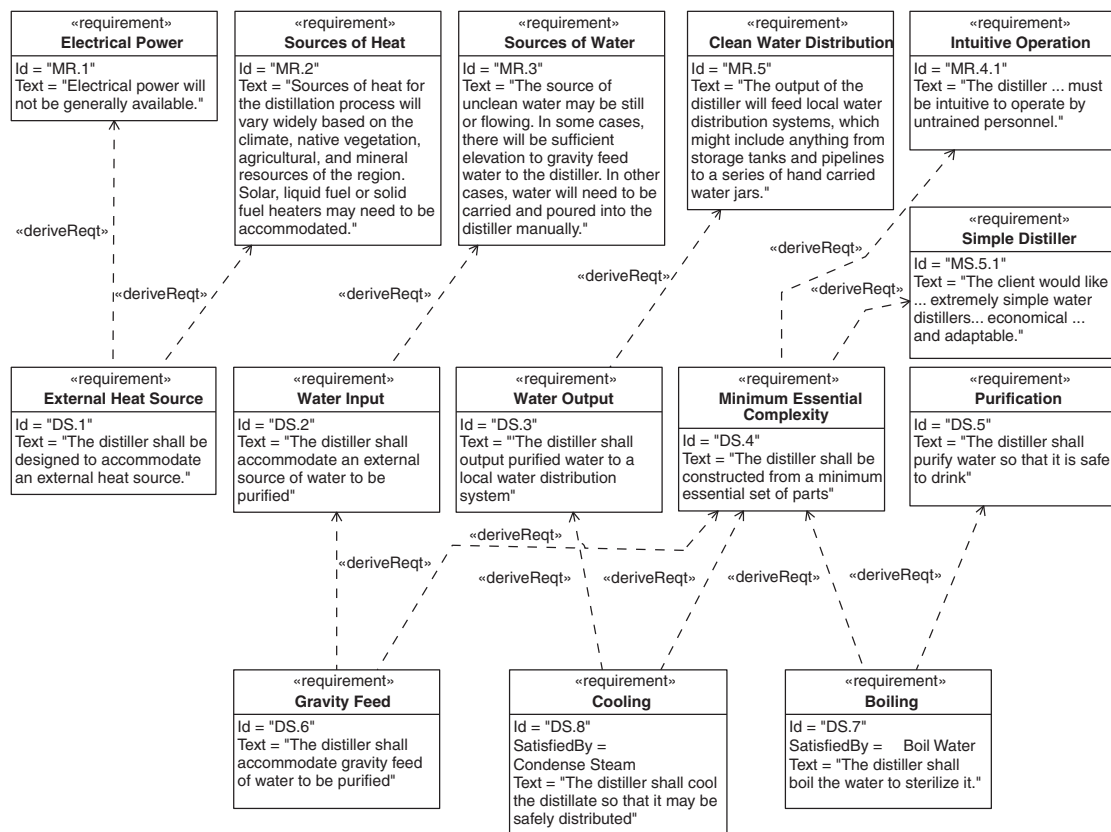 «requirement»
Electrical Power
Id = "MR.1"
Text = "Electrical power will
not be generally available."
«requirement»
Sources of Heat
Id = "MR.2"
Text = "Sources of heat for
the distillation process will
vary widely based on the
climate, native vegetation,
agricultural, and mineral
resources of the region.
Solar, liquid fuel or solid
fuel heaters may need to be
accommodated."
«requirement»
Sources of Water
Id = "MR.3"
Text = "The source of
unclean water may be still
or flowing. In some cases,
there will be sufficient
elevation to gravity feed
water to the distiller. In other
cases, water will need to be
carried and poured into the
distiller manually."
«requirement»
Clean Water Distribution
Id = "MR.5"
Text = "The output of the
distiller will feed local water
distribution systems, which
might include anything from
storage tanks and pipelines
to a series of hand carried
water jars."
«requirement»
Intuitive Operation
Id = "MR.4.1"
Text = "The distiller ... must
be intuitive to operate by
untrained personnel."
«requirement»
Simple Distiller
Id = "MS.5.1"
Text = "The client would like
... extremely simple water
distillers... economical ...
and adaptable."
«deriveReqt»
«deriveReqt»
«deriveReqt»
«deriveReqt»
«deriveReqt»
«deriveReqt»
«requirement»
External Heat Source
Id = "DS.1"
Text = "The distiller shall be
designed to accommodate
an external heat source."
«requirement»
Water Input
Id = "DS.2"
Text = "The distiller shall
accommodate an external
source of water to be
purified"
«requirement»
Water Output
Id = "DS.3"
Text = "'The distiller shall
output purified water to a
local water distribution
system"
«requirement»
Minimum Essential
Complexity
Id = "DS.4"
Text = "The distiller shall be
constructed from a minimum
essential set of parts"
«requirement»
Purification
Id = "DS.5"
Text = "The distiller shall
purify water so that it is safe
to drink"
«deriveReqt»
«deriveReqt»
«deriveReqt»
«deriveReqt»
«deriveReqt»
«deriveReqt»
«requirement»
Gravity Feed
Id = "DS.6"
Text = "The distiller shall
accommodate gravity feed
of water to be purified"
«requirement»
Cooling
Id = "DS.8"
SatisfiedBy =
Condense Steam
Text = "The distiller shall cool
the distillate so that it may be
safely distributed"
«requirement»
Boiling
Id = "DS.7"
SatisfiedBy = Boil Water
Text = "The distiller shall
boil the water to sterilize it."